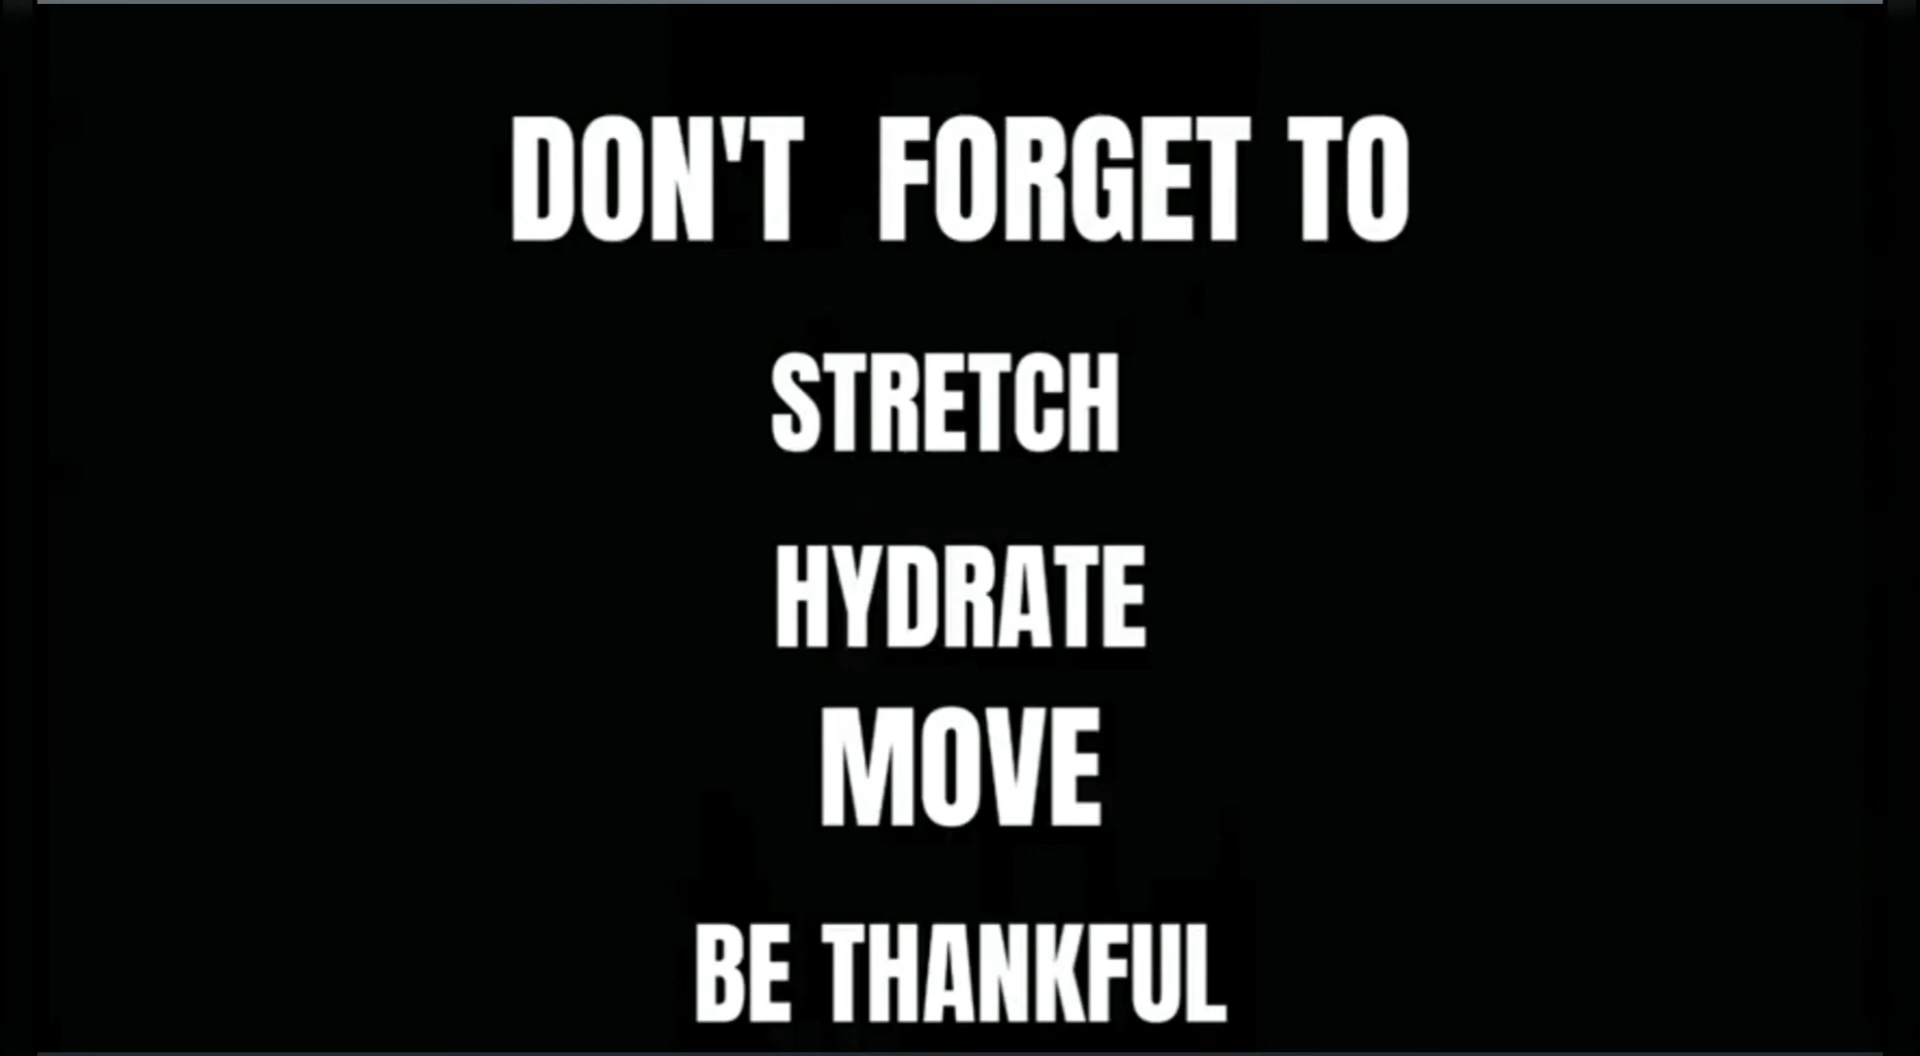 DON'T FORGET TO
STRETCH
HYDRATE
MOVE
BE THANKFUL